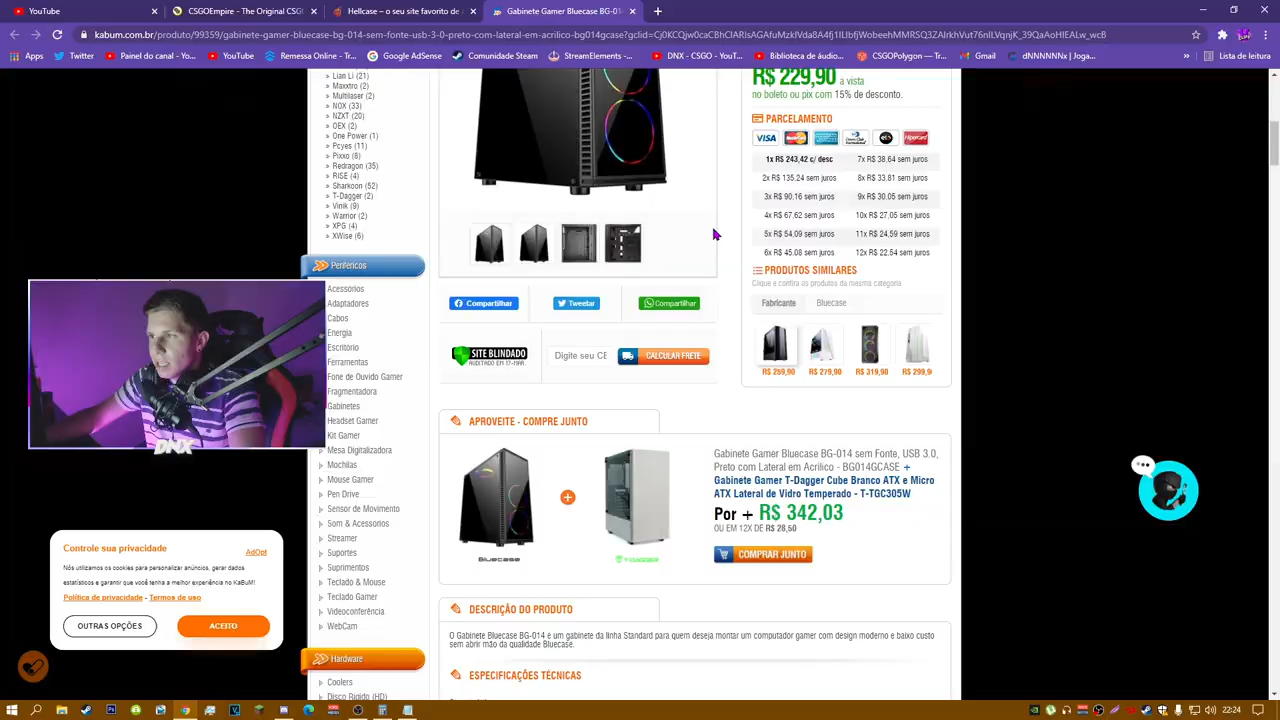 YouTube
CSGOEmpire - The Original CSGO
Instagram
O seu site favorito de
Gabinete Gamer Bluecase BG-01
kabum.com.br/produto/99359/gabinete-gamer-bluecase-bg-014-sem-fonte-usb-3-0-preto-com-lateral-em-acrilico-bg014gcase?gclid=
Apps
Twitter
Painel do canal - Yo...
YouTube
Remessa Online - T...
Google AdSense
Comunidade Steam
StreamElements -...
DNX - CSGO - YouT...
Biblioteca de áudio...
CSGOPolygon — Tr...
Gmail
dNNNNNNx | Joga...
Lista de leitura
Lian Li (21)
Maxxtro (2)
Multilaser (2)
NOX (33)
NZXT (20)
OEX (2)
One Power (1)
Pcyes (11)
Pixxo (8)
Redragon (35)
RISE (4)
Sharkoon (52)
T-Dagger (2)
Vinik (9)
Warrior (2)
XPG (4)
XWise (6)
Periféricos
Acessórios
Adaptadores
Cabos
Energia
Escritório
Ferramentas
Fone de Ouvido Gamer
Fragmentadora
Gabinetes
Headset Gamer
Kit Gamer
Mesa Digitalizadora
Mochilas
Mouse Gamer
Pen Drive
Sensor de Movimento
Som & Acessorios
Streamer
Suportes
Suprimentos
Teclado & Mouse
Teclado Gamer
Videoconferência
WebCam
Hardware
Coolers
Disco Rígido (HD)
DNX
Controle sua privacidade
AdOpt
Nós utilizamos os cookies para personalizar anúncios, gerar dados
estatísticos e garantir que você tenha a melhor experiência no KaBuM!
Política de privacidade - Termos de uso
OUTRAS OPÇÕES
ACEITO
Compartilhar
Tweetar
Compartilhar
SITE BLINDADO
AUDITADO EM 17-MAR.
Digite seu CE
CALCULAR FRETE
R$ 229,90 a vista
no boleto ou pix com 15% de desconto.
PARCELAMENTO
VISA
elo
Hipercard
1x R$ 243,42 c/ desc
7x R$ 38,64 sem juros
2x R$ 135,24 sem juros
8x R$ 33,81 sem juros
3x R$ 90,16 sem juros
9x R$ 30,05 sem juros
4x R$ 67,62 sem juros
10x R$ 27,05 sem juros
5x R$ 54,09 sem juros
11x R$ 24,59 sem juros
6x R$ 45,08 sem juros
12x R$ 22,54 sem juros
PRODUTOS SIMILARES
Clique e confira as produtos da mesma categoria
Fabricante
Bluecase
R$ 259,90
R$ 279,90
R$ 319,90
R$ 299,9
APROVEITE - COMPRE JUNTO
Bluecase
T-DAGGER
Gabinete Gamer Bluecase BG-014 sem Fonte, USB 3.0,
Preto com Lateral em Acrilico - BG014GCASE +
Gabinete Gamer T-Dagger Cube Branco ATX e Micro
ATX Lateral de Vidro Temperado - T-TGC305W
Por + R$ 342,03
OU EM 12X DE R$ 28,50
COMPRAR JUNTO
DESCRIÇÃO DO PRODUTO
O Gabinete Bluecase BG-014 e um gabinete da linha Standard para quem deseja montar um computador gamer com design moderno e baixo custo
sem abrir mão da qualidade Bluecase.
ESPECIFICAÇÕES TÉCNICAS
22:24